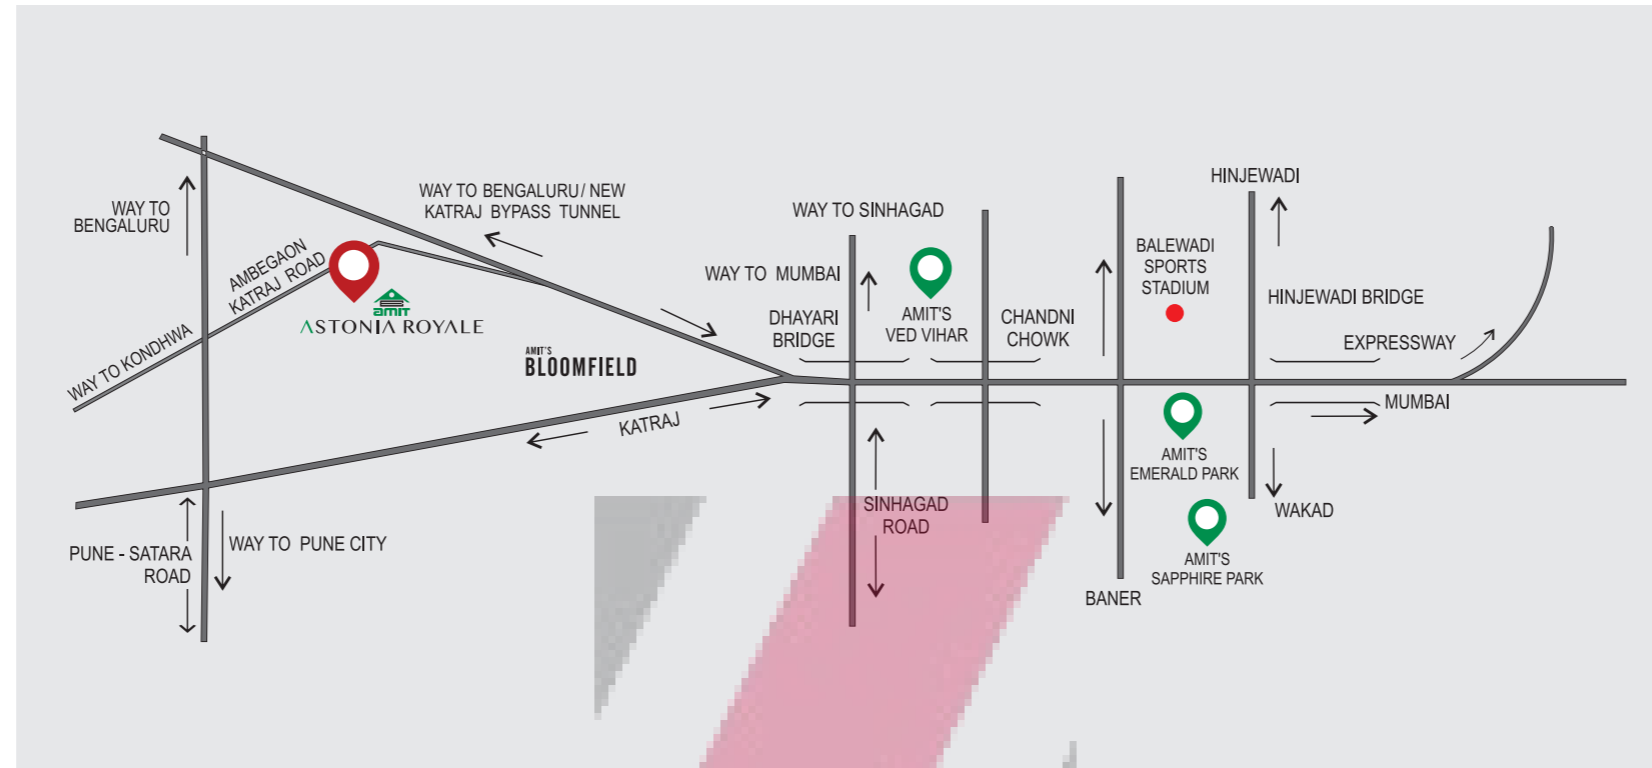 HINJEWADI
WAY TO BENGALURU/ NEW
KATRAJ BYPASS TUNNEL
WAY TO
BENGALURU
WAY TO SINHAGAD
AMBEGAON
KATRAJ ROAD
WAY TO MUMBAI
BALEWADI
SPORTS
STADIUM
HINJEWADI BRIDGE
amit
ASTONIA ROYALE
DHAYARI
BRIDGE
AMIT'S
VED VIHAR
CHANDNI
CHOWK
EXPRESSWAY
WAY TO KONDHWA
AMIT'S
BLOOMFIELD
MUMBAI
KATRAJ
AMIT'S
EMERALD PARK
SINHAGAD
ROAD
WAKAD
PUNE - SATARA
ROAD
WAY TO PUNE CITY
AMIT'S
SAPPHIRE PARK
BANER